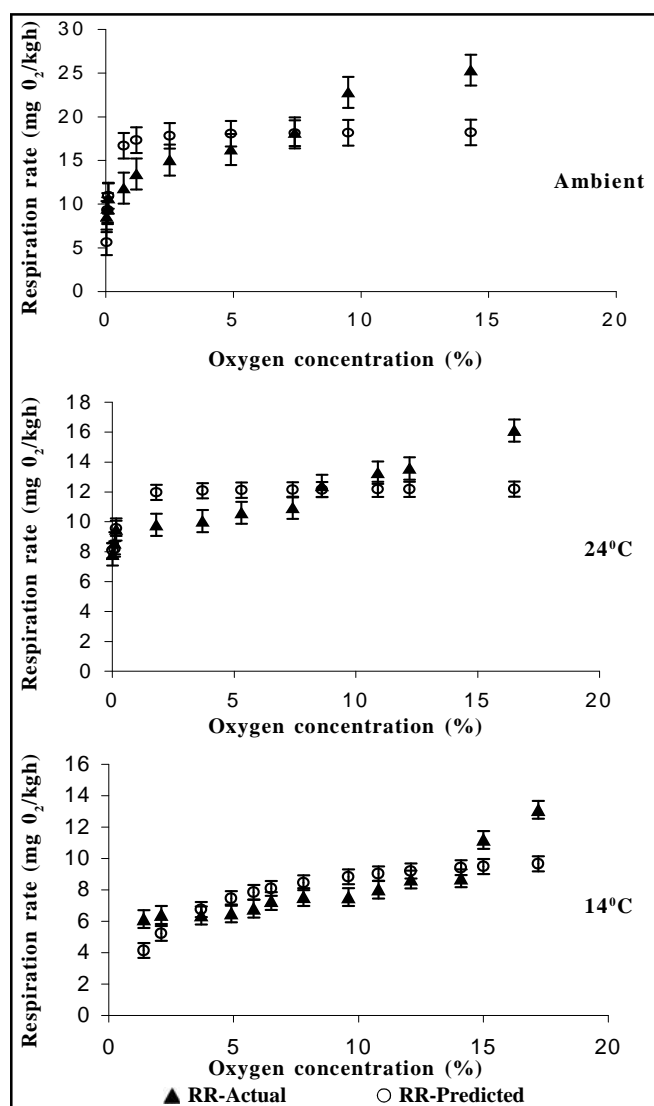 Respiration rate (mg 0₂/kgh)
30
25
20
15
10
5
0
0 5 10 15 20
Ambient
Oxygen concentration (%)
Respiration rate (mg 0₂/kgh)
18
16
14
12
10
8
6
4
2
0
0 5 10 15 20
24⁰C
Oxygen concentration (%)
Respiration rate (mg 0₂/kgh)
16
14
12
10
8
6
4
2
0
0 5 10 15 20
14⁰C
Oxygen concentration (%)
▲ RR-Actual ○ RR-Predicted